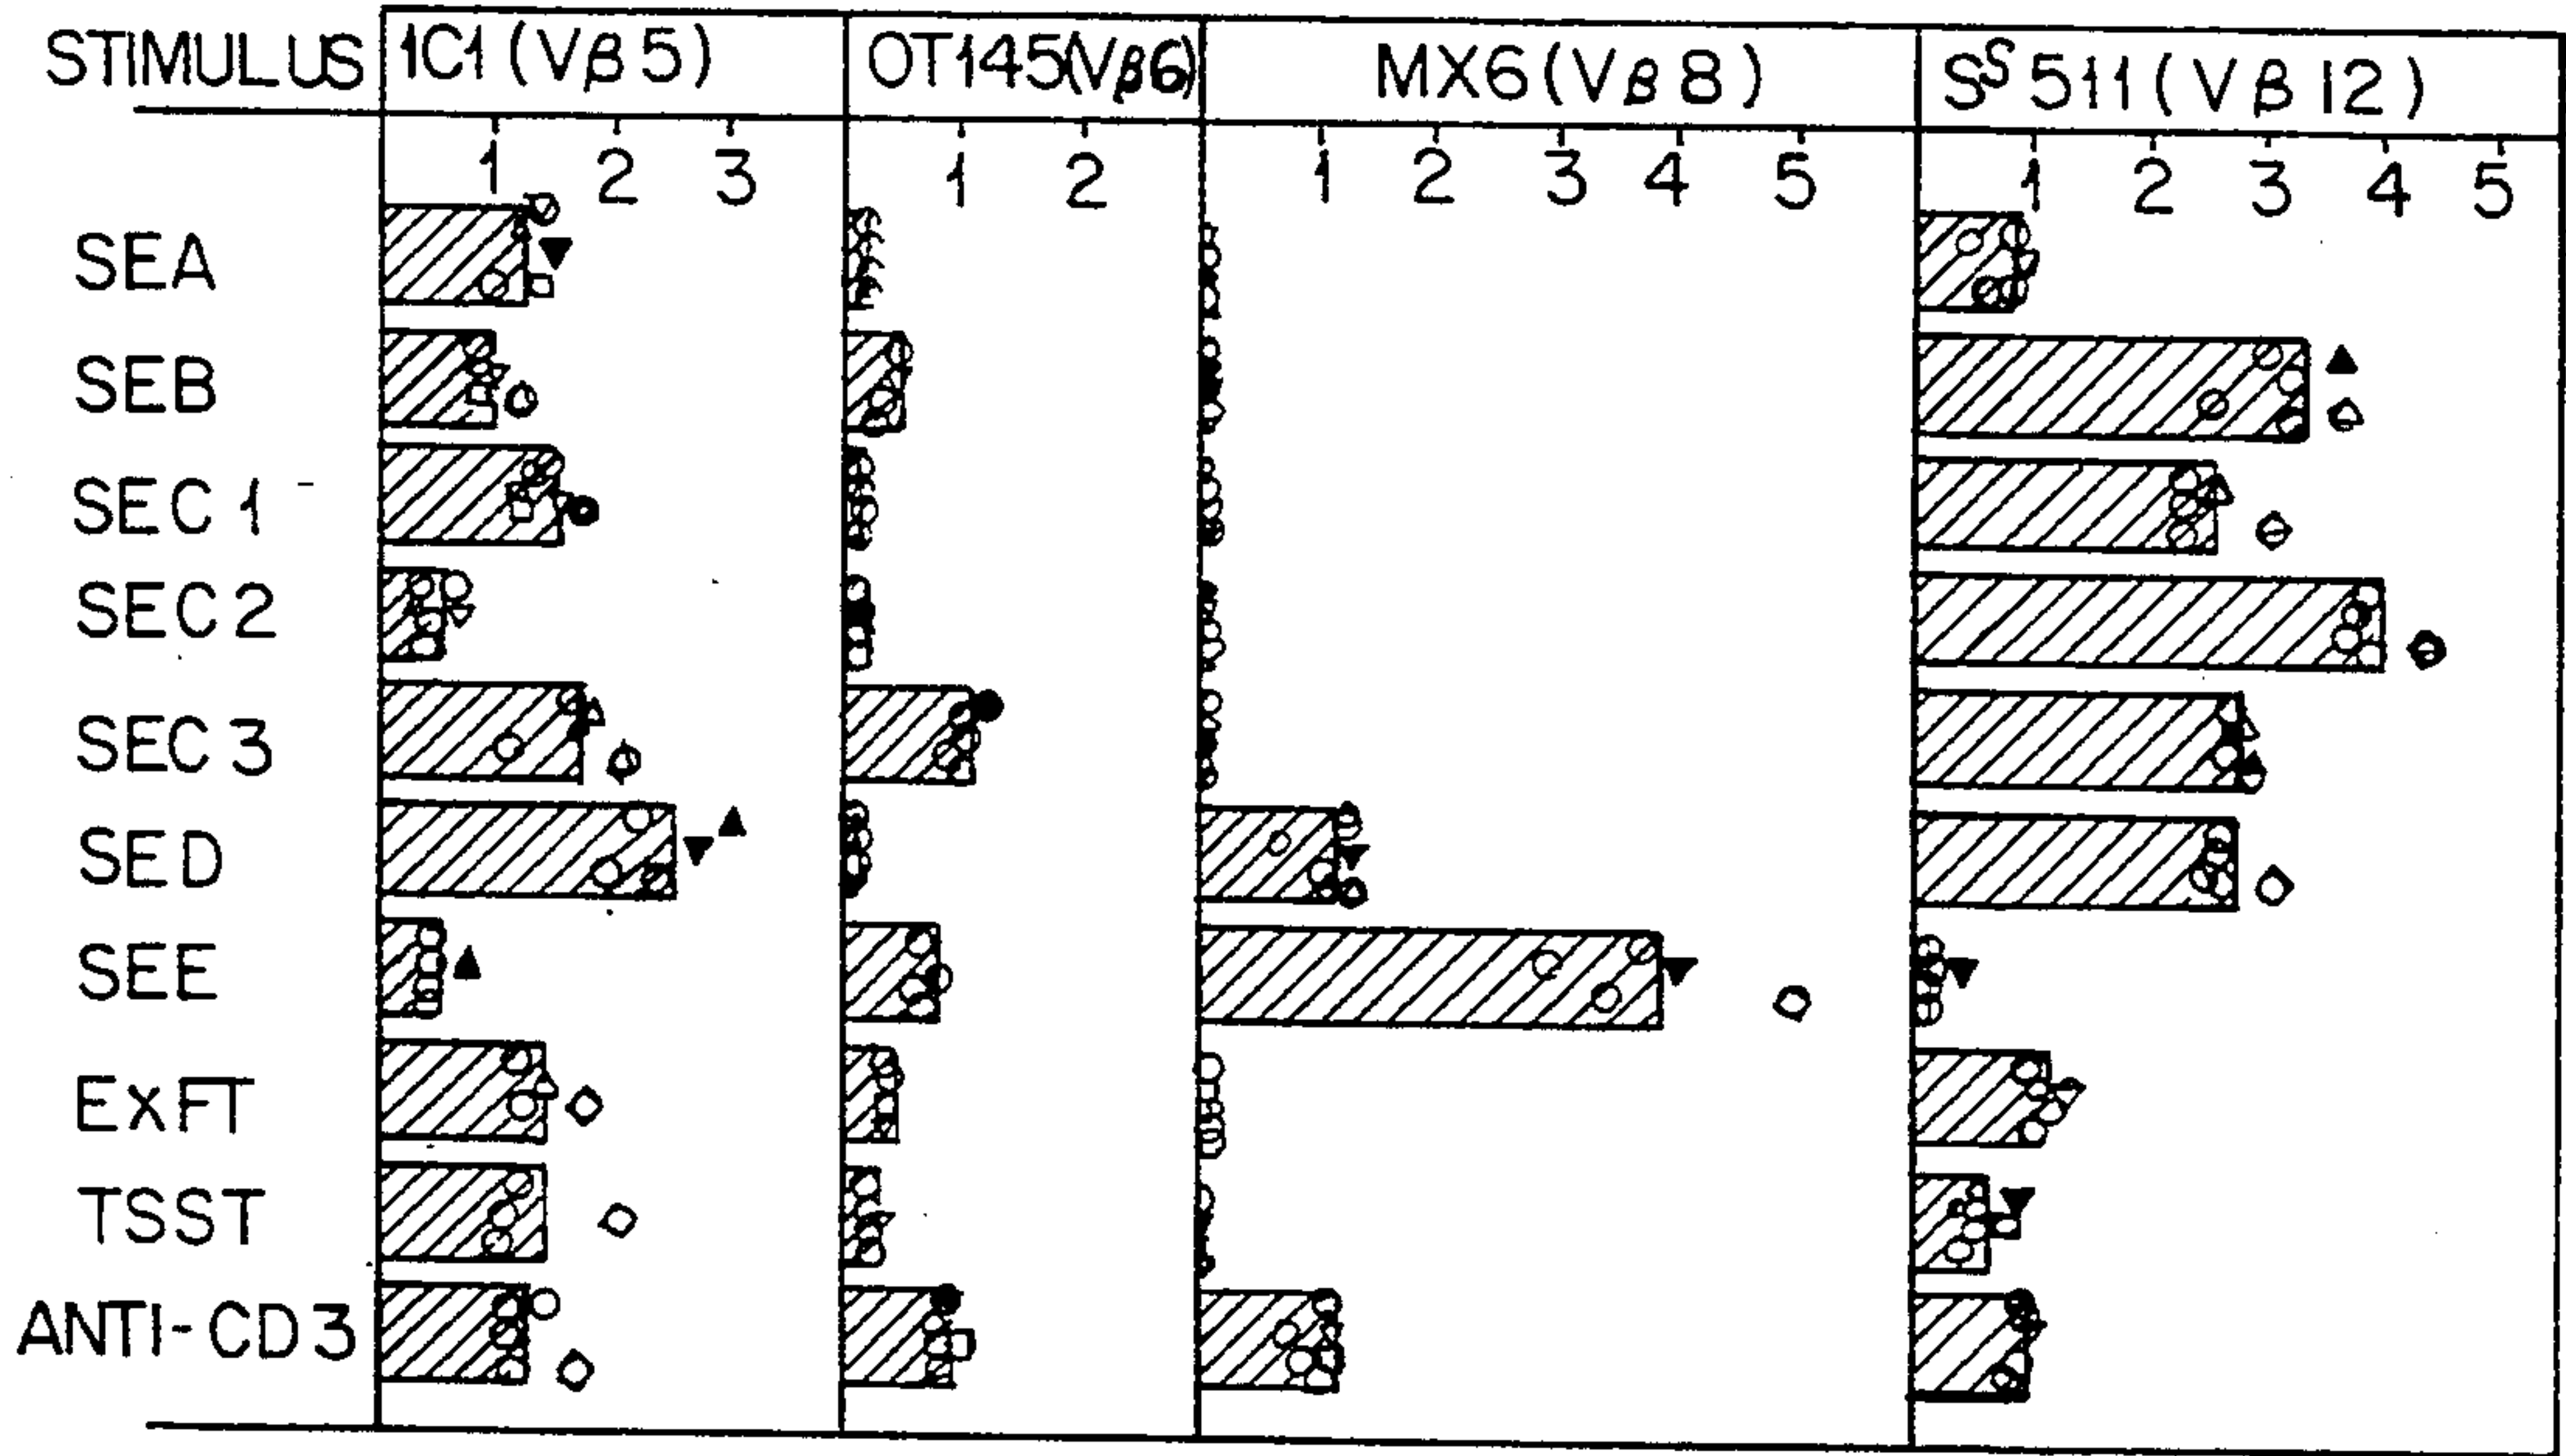 STIMULUS 1C1 (Vβ5) OT145(Vβ6) MX6(Vβ8) Sˢ511(Vβ12)
1 2 3 1 2 1 2 3 4 5 1 2 3 4 5
SEA
SEB
SEC 1
SEC 2
SEC 3
SED
SEE
ExFT
TSST
ANTI-CD3